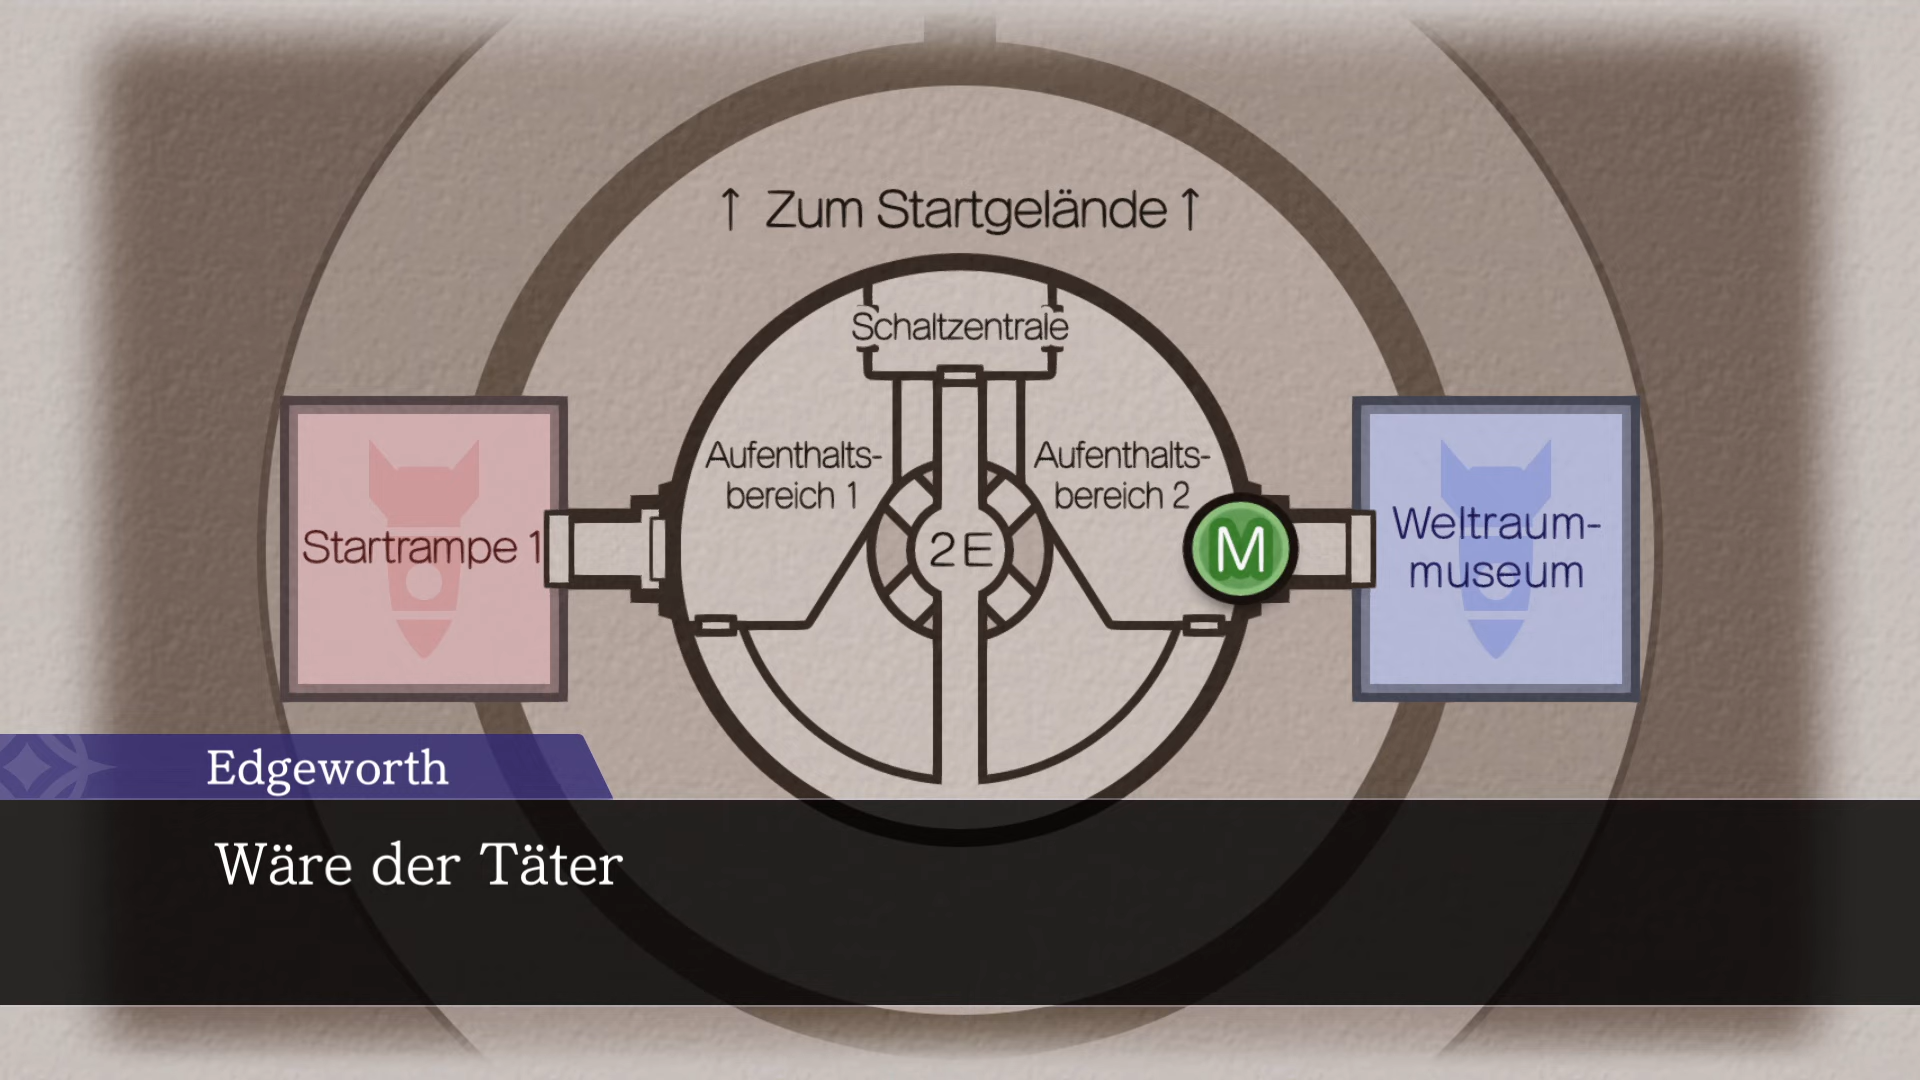 ↑ Zum Startgelände ↑
Schaltzentrale
Aufenthalts-
bereich 1
Aufenthalts-
bereich 2
2E
M
Startrampe 1
Weltraum-
museum
Edgeworth
Wäre der Täter